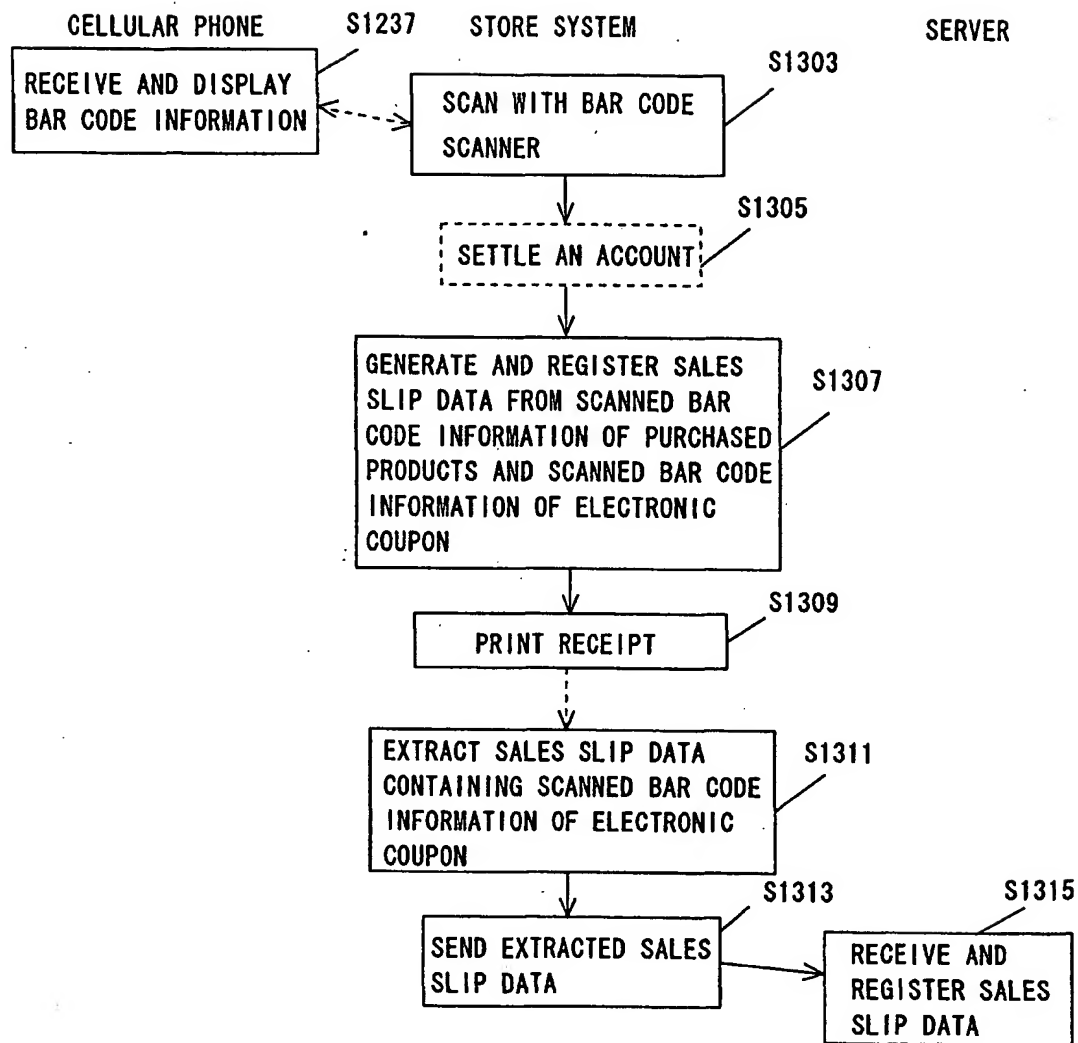 CELLULAR PHONE
S1237
STORE SYSTEM
SERVER
RECEIVE AND DISPLAY
BAR CODE INFORMATION
S1303
SCAN WITH BAR CODE
SCANNER
S1305
SETTLE AN ACCOUNT
GENERATE AND REGISTER SALES
SLIP DATA FROM SCANNED BAR
CODE INFORMATION OF PURCHASED
PRODUCTS AND SCANNED BAR CODE
INFORMATION OF ELECTRONIC
COUPON
S1307
S1309
PRINT RECEIPT
EXTRACT SALES SLIP DATA
CONTAINING SCANNED BAR CODE
INFORMATION OF ELECTRONIC
COUPON
S1311
S1313
SEND EXTRACTED SALES
SLIP DATA
S1315
RECEIVE AND
REGISTER SALES
SLIP DATA